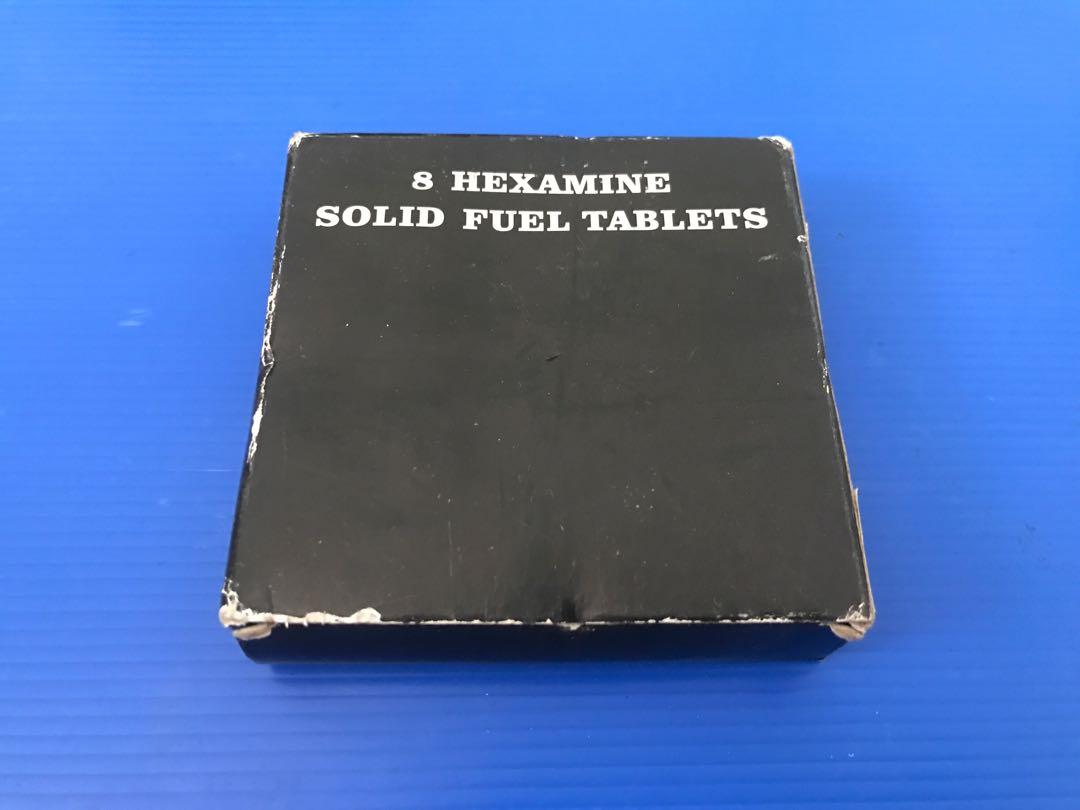 8 HEXAMINE
SOLID FUEL TABLETS